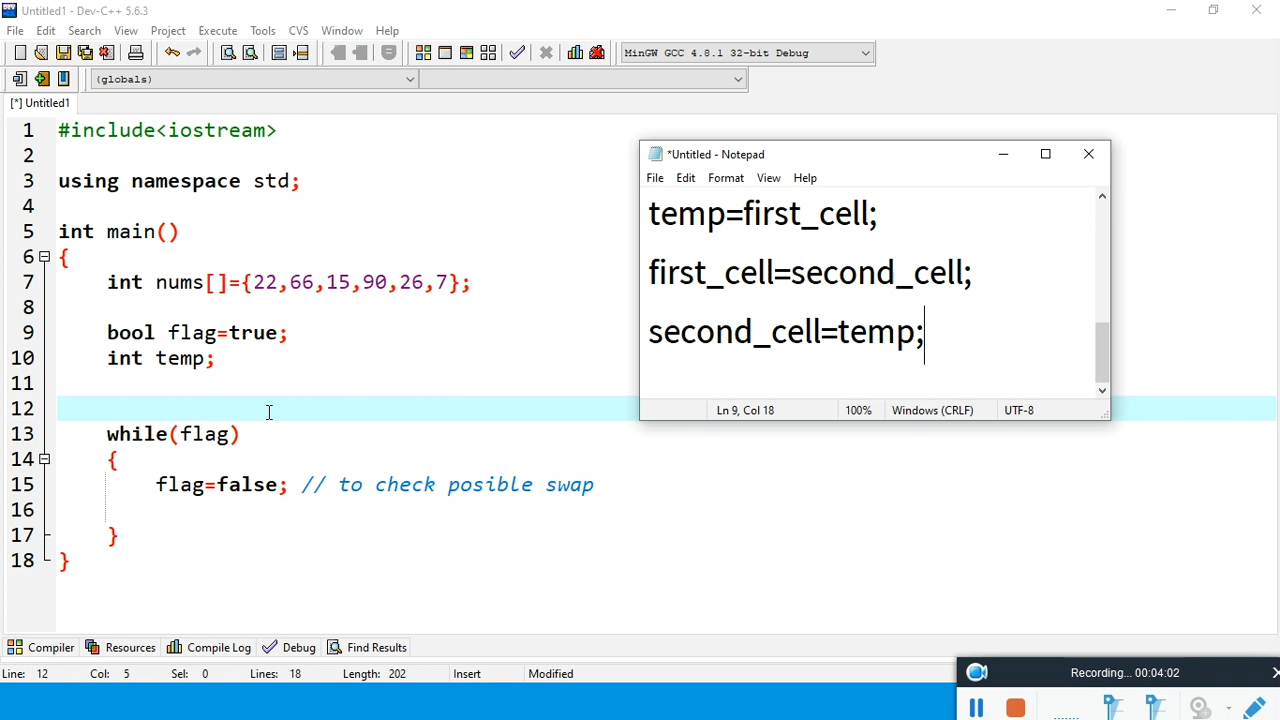 Untitled1 - Dev-C++ 5.6.3
File Edit Search View Project Execute Tools CVS Window Help
MinGW GCC 4.8.1 32-bit Debug
(globals)
[*] Untitled1
1 #include<iostream>
2
3 using namespace std;
4
5 int main()
6 {
7 int nums[]={22,66,15,90,26,7};
8
9 bool flag=true;
10 int temp;
11
12
13 while(flag)
14 {
15 flag=false; // to check posible swap
16
17 }
18 }
*Untitled - Notepad
File Edit Format View Help
temp=first_cell;
first_cell=second_cell;
second_cell=temp;
Ln 9, Col 18 100% Windows (CRLF) UTF-8
Compiler Resources Compile Log Debug Find Results
Line: 12 Col: 5 Sel: 0 Lines: 18 Length: 202 Insert Modified
Recording... 00:04:02